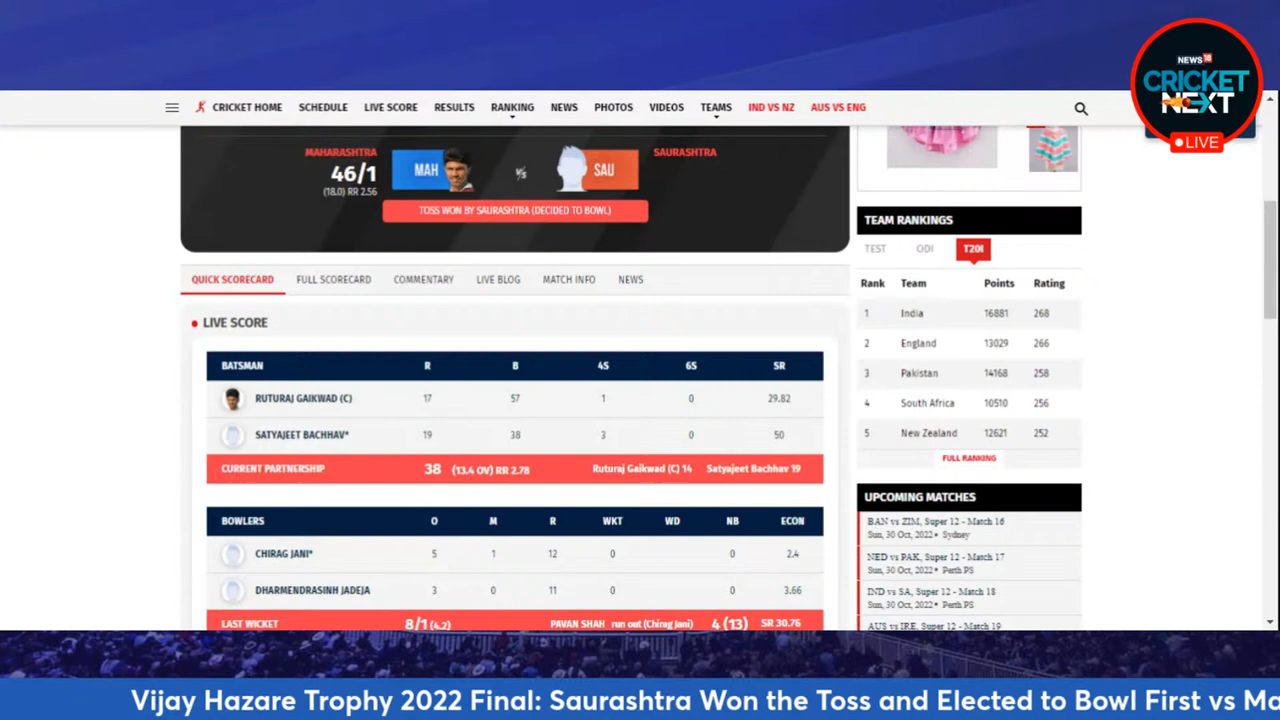 NEWS18
CRICKET
NEXT
LIVE
CRICKET HOME SCHEDULE LIVE SCORE RESULTS RANKING NEWS PHOTOS VIDEOS TEAMS IND VS NZ AUS VS ENG
MAHARASHTRA
46/1
(18.0) RR 2.56
MAH
V/S
SAU
SAURASHTRA
TOSS WON BY SAURASHTRA (DECIDED TO BOWL)
QUICK SCORECARD FULL SCORECARD COMMENTARY LIVE BLOG MATCH INFO NEWS
LIVE SCORE
BATSMAN R B 4S 6S SR
RUTURAJ GAIKWAD (C) 17 57 1 0 29.82
SATYAJEET BACHHAV* 19 38 3 0 50
CURRENT PARTNERSHIP 38 (13.4 OV) RR 2.78 Ruturaj Gaikwad (C) 14 Satyajeet Bachhav 19
BOWLERS O M R WKT WD NB ECON
CHIRAG JANI* 5 1 12 0 0 2.4
DHARMENDRASINH JADEJA 3 0 11 0 0 3.66
LAST WICKET 8/1 (4.2) PAVAN SHAH run out (Chirag Jani) 4 (13) SR 30.76
TEAM RANKINGS
TEST ODI T20I
Rank Team Points Rating
1 India 16881 268
2 England 13029 266
3 Pakistan 14168 258
4 South Africa 10510 256
5 New Zealand 12621 252
FULL RANKING
UPCOMING MATCHES
BAN vs ZIM, Super 12 - Match 16
Sun, 30 Oct, 2022• Sydney
NED vs PAK, Super 12 - Match 17
Sun, 30 Oct, 2022• Perth PS
IND vs SA, Super 12 - Match 18
Sun, 30 Oct, 2022• Perth PS
AUS vs IRE, Super 12 - Match 19
Vijay Hazare Trophy 2022 Final: Saurashtra Won the Toss and Elected to Bowl First vs Ma